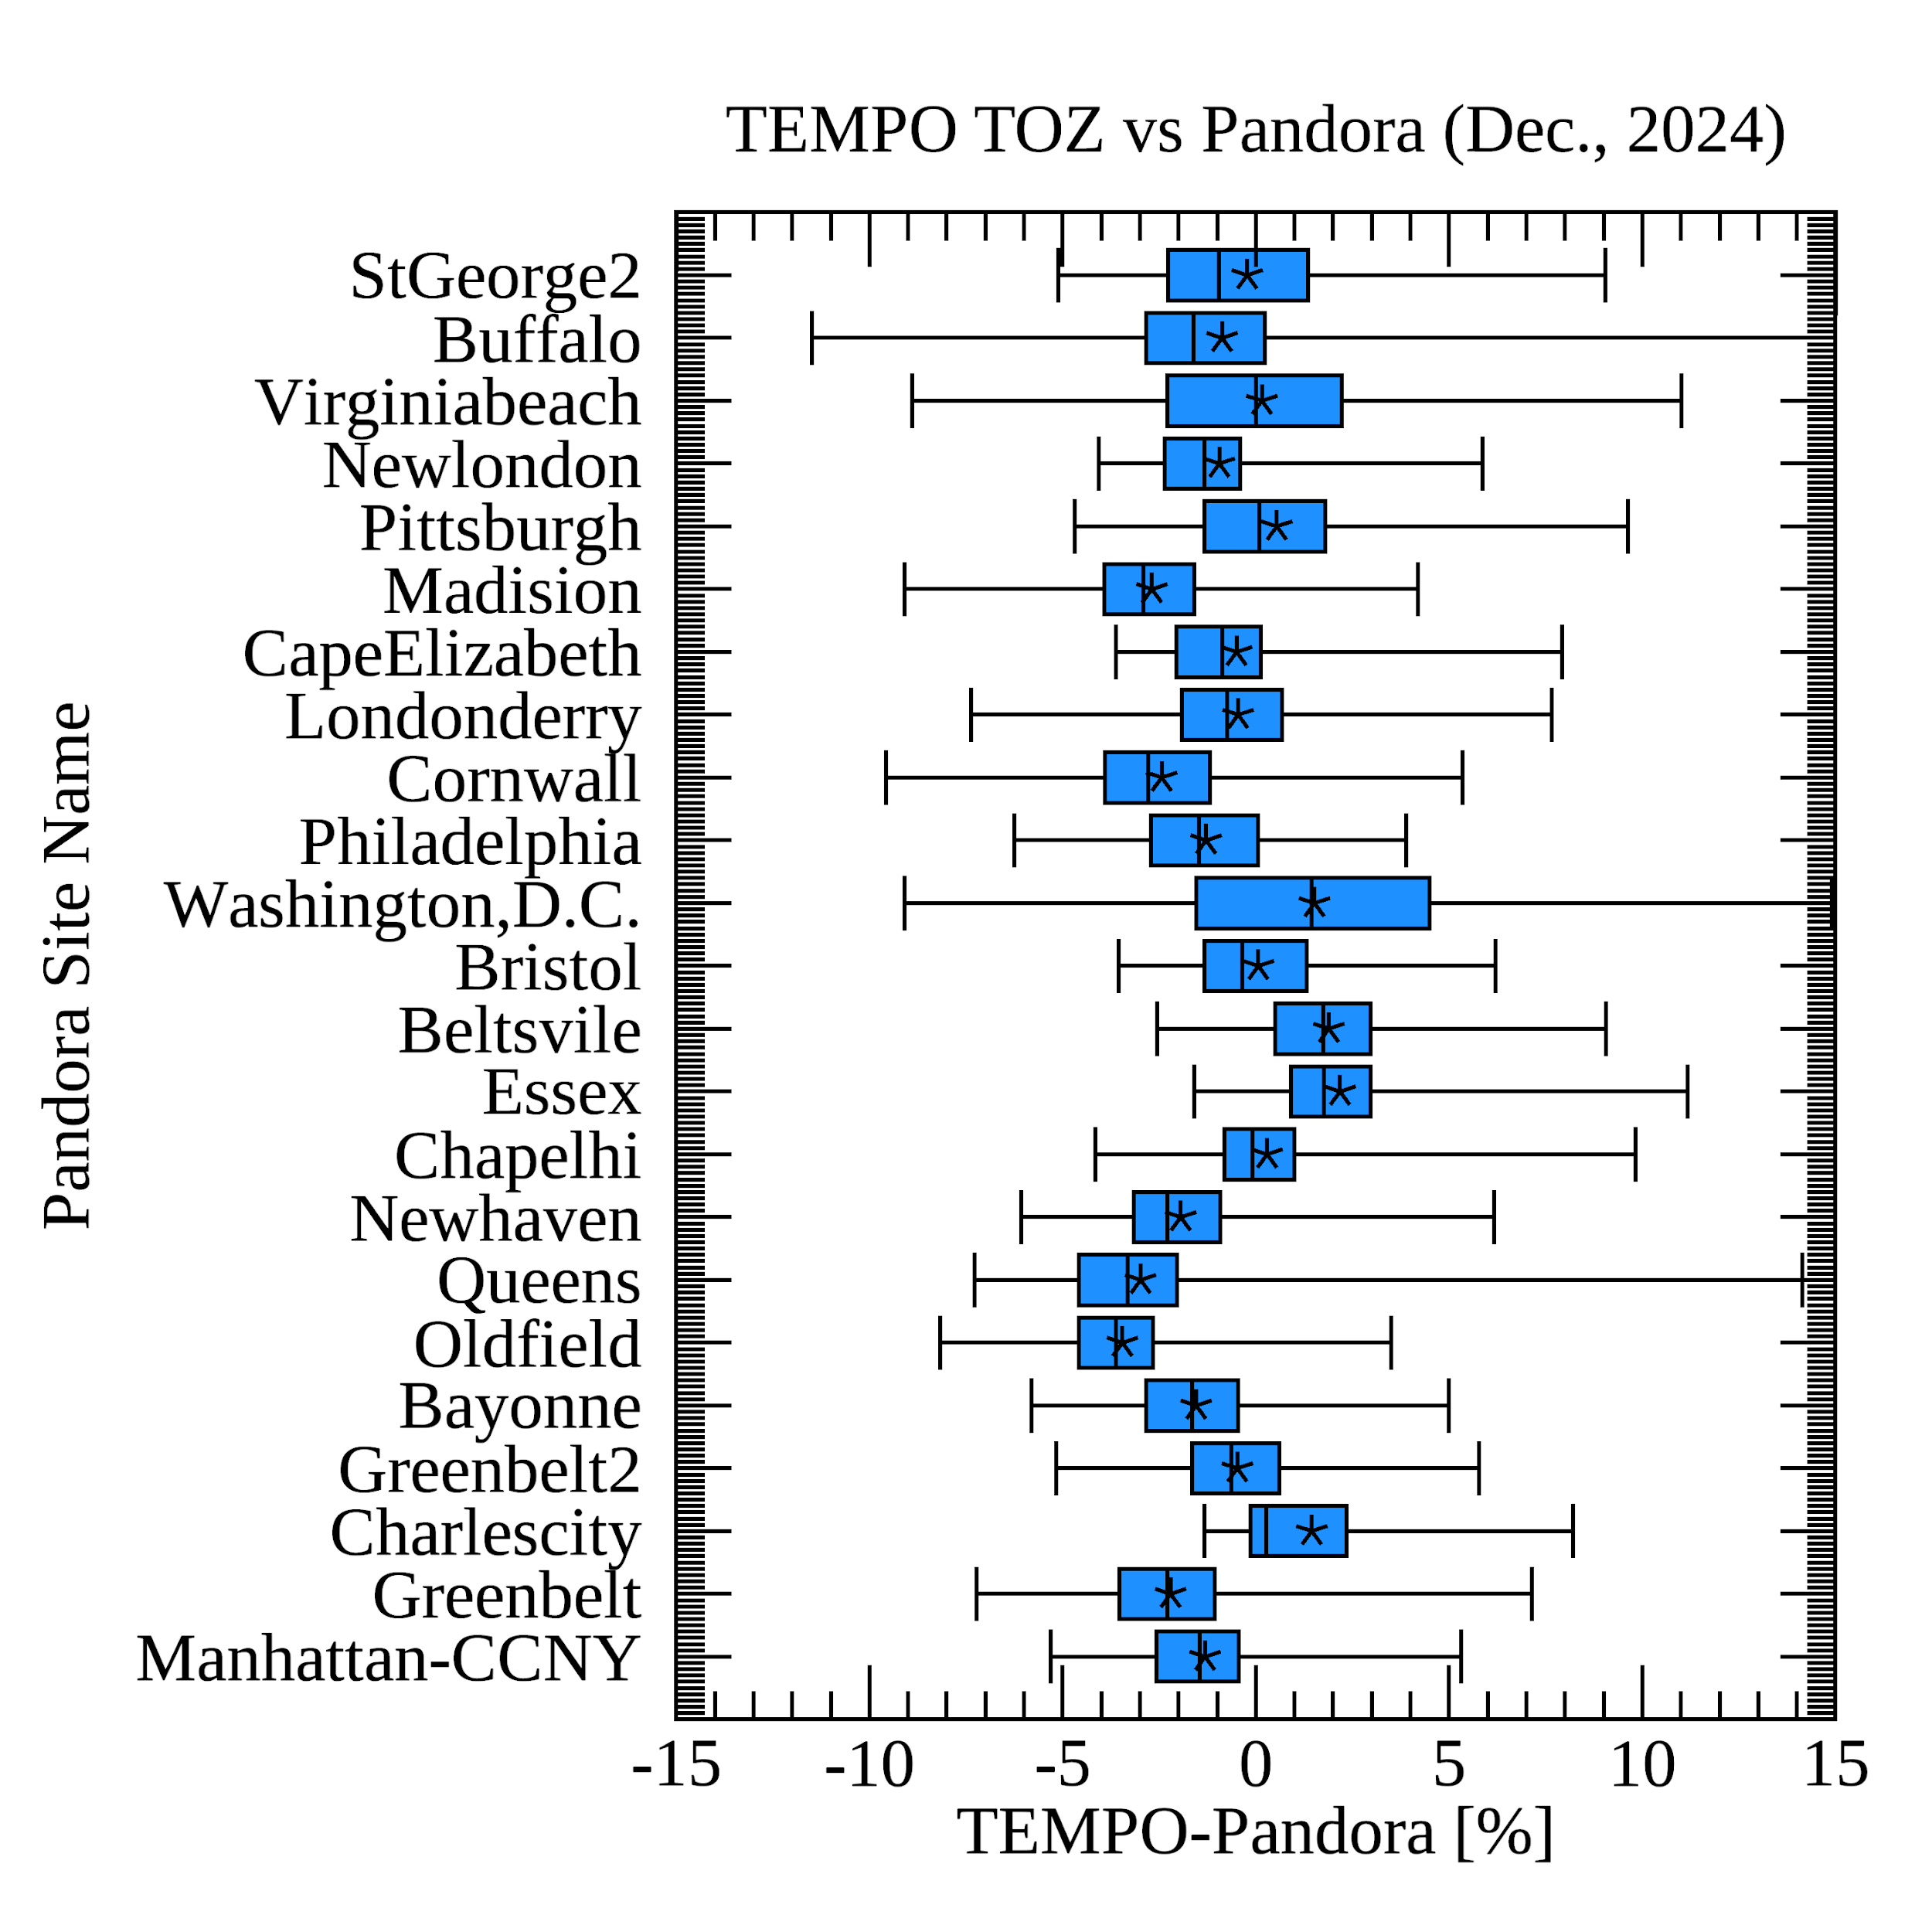 TEMPO TOZ vs Pandora (Dec., 2024)
StGeorge2
Buffalo
Virginiabeach
Newlondon
Pittsburgh
Madision
CapeElizabeth
Londonderry
Cornwall
Philadelphia
Washington,D.C.
Bristol
Beltsvile
Essex
Chapelhi
Newhaven
Queens
Oldfield
Bayonne
Greenbelt2
Charlescity
Greenbelt
Manhattan-CCNY
Pandora Site Name
-15 -10 -5 0 5 10 15
TEMPO-Pandora [%]